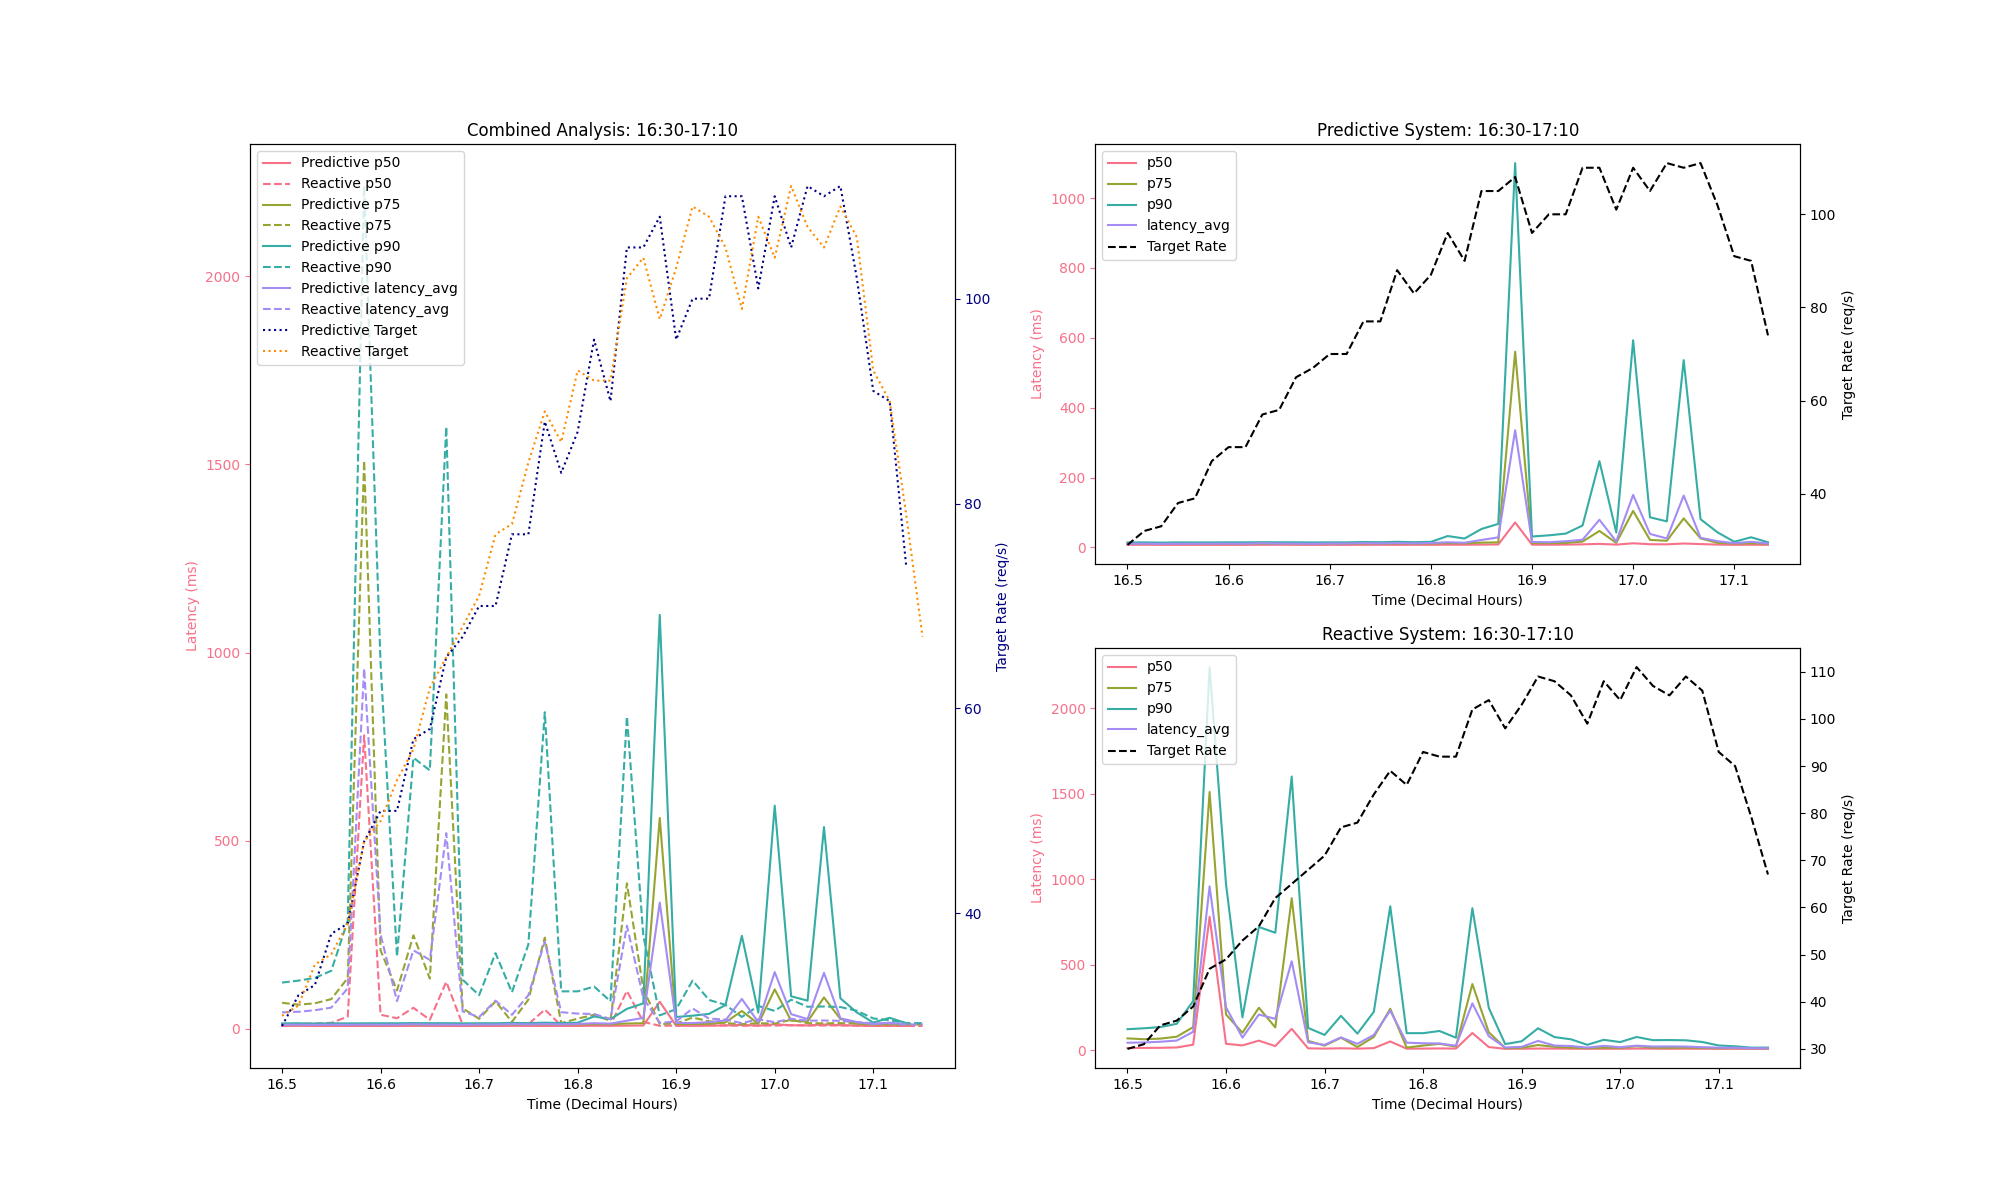 Combined Analysis: 16:30-17:10
Predictive p50
Reactive p50
Predictive p75
Reactive p75
Predictive p90
Reactive p90
Predictive latency_avg
Reactive latency_avg
Predictive Target
Reactive Target
Latency (ms)
2000
1500
1000
500
0
100
80
60
40
Target Rate (req/s)
16.5 16.6 16.7 16.8 16.9 17.0 17.1
Time (Decimal Hours)
Predictive System: 16:30-17:10
p50
p75
p90
latency_avg
Target Rate
Latency (ms)
1000
800
600
400
200
0
100
80
60
40
Target Rate (req/s)
16.5 16.6 16.7 16.8 16.9 17.0 17.1
Time (Decimal Hours)
Reactive System: 16:30-17:10
p50
p75
p90
latency_avg
Target Rate
Latency (ms)
2000
1500
1000
500
0
110
100
90
80
70
60
50
40
30
Target Rate (req/s)
16.5 16.6 16.7 16.8 16.9 17.0 17.1
Time (Decimal Hours)